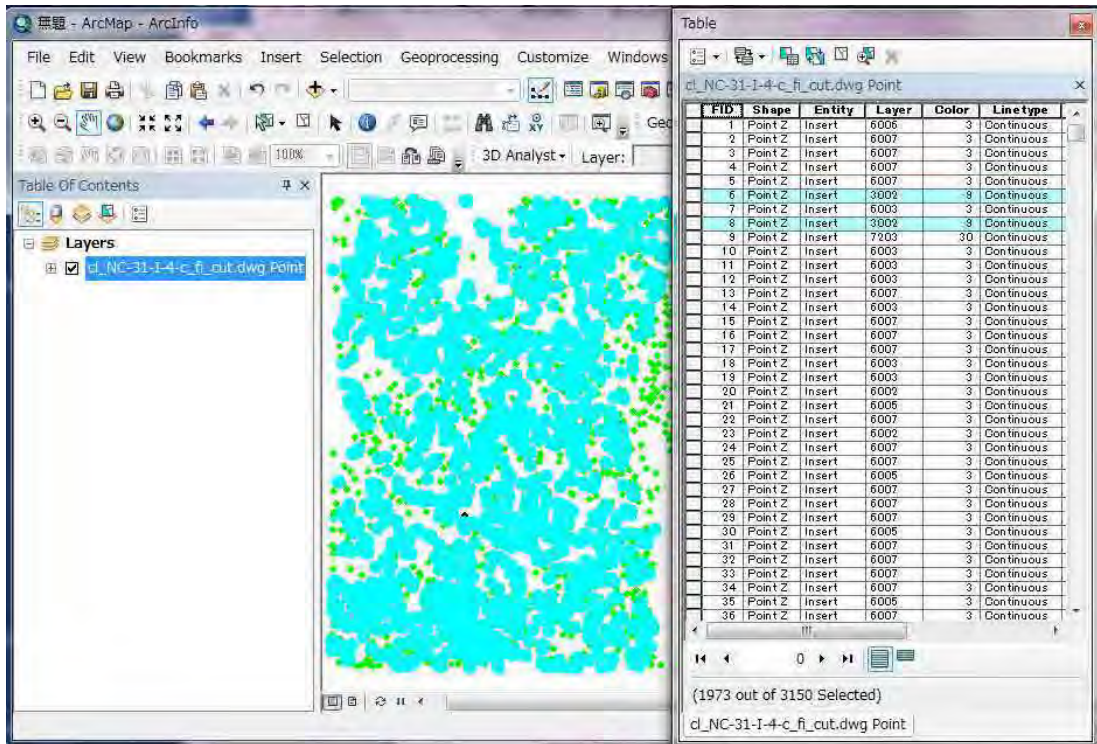 無題 - ArcMap - ArcInfo
File Edit View Bookmarks Insert Selection Geoprocessing Customize Windows
100%
3D Analyst Layer:
Table Of Contents
Layers
cl_NC-31-I-4-c_fi_cut.dwg Point
Table
cl_NC-31-I-4-c_fi_cut.dwg Point
FID Shape Entity Layer Color Linetype
1 Point Z Insert 6006 3 Continuous
2 Point Z Insert 6007 3 Continuous
3 Point Z Insert 6007 3 Continuous
4 Point Z Insert 6007 3 Continuous
5 Point Z Insert 6007 3 Continuous
6 Point Z Insert 3002 9 Continuous
7 Point Z Insert 6003 3 Continuous
8 Point Z Insert 3002 9 Continuous
9 Point Z Insert 7203 30 Continuous
10 Point Z Insert 6003 3 Continuous
11 Point Z Insert 6003 3 Continuous
12 Point Z Insert 6003 3 Continuous
13 Point Z Insert 6007 3 Continuous
14 Point Z Insert 6003 3 Continuous
15 Point Z Insert 6007 3 Continuous
16 Point Z Insert 6007 3 Continuous
17 Point Z Insert 6007 3 Continuous
18 Point Z Insert 6003 3 Continuous
19 Point Z Insert 6003 3 Continuous
20 Point Z Insert 6002 3 Continuous
21 Point Z Insert 6005 3 Continuous
22 Point Z Insert 6007 3 Continuous
23 Point Z Insert 6002 3 Continuous
24 Point Z Insert 6007 3 Continuous
25 Point Z Insert 6007 3 Continuous
26 Point Z Insert 6005 3 Continuous
27 Point Z Insert 6007 3 Continuous
28 Point Z Insert 6007 3 Continuous
29 Point Z Insert 6007 3 Continuous
30 Point Z Insert 6005 3 Continuous
31 Point Z Insert 6007 3 Continuous
32 Point Z Insert 6007 3 Continuous
33 Point Z Insert 6007 3 Continuous
34 Point Z Insert 6007 3 Continuous
35 Point Z Insert 6005 3 Continuous
36 Point Z Insert 6007 3 Continuous
0
(1973 out of 3150 Selected)
cl_NC-31-I-4-c_fi_cut.dwg Point